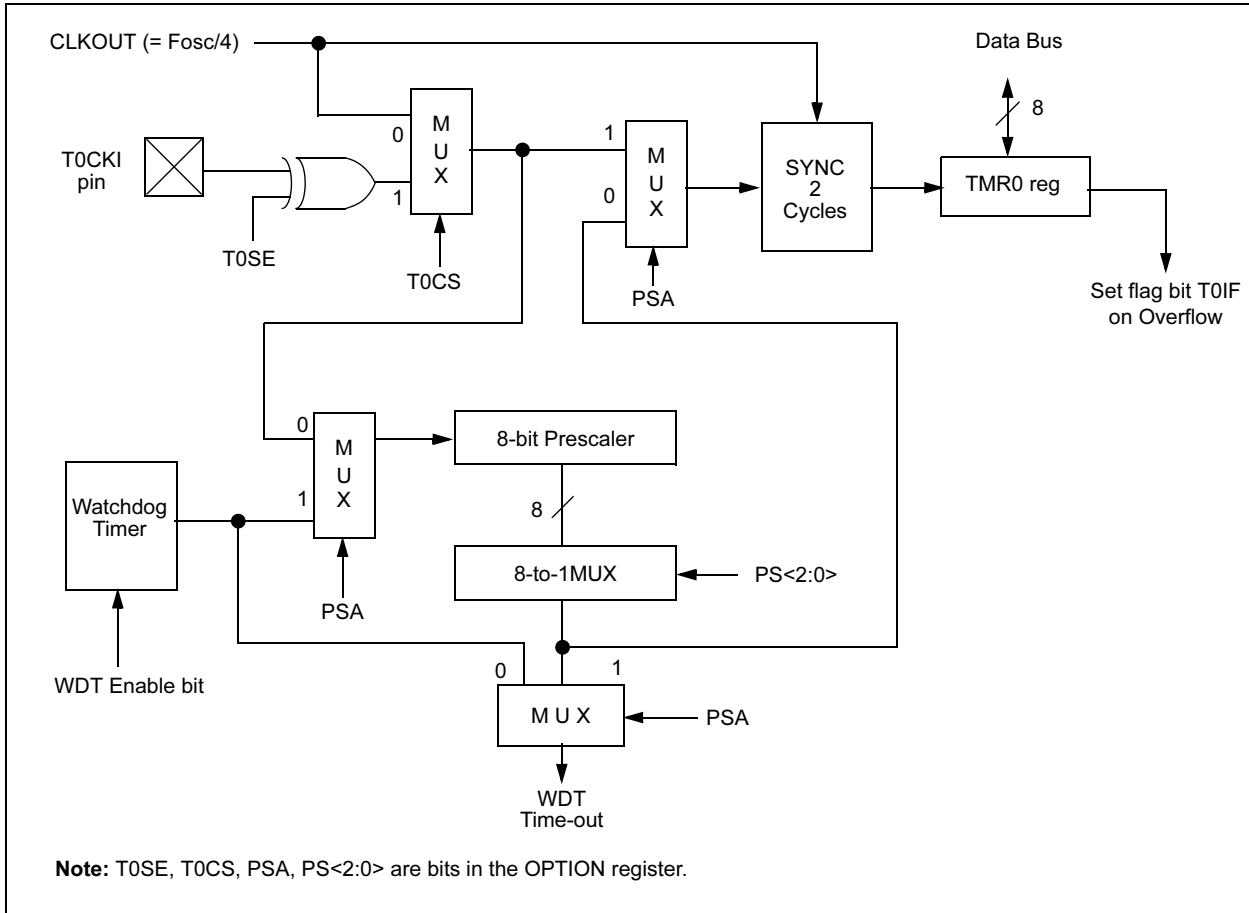 CLKOUT (= Fosc/4)
Data Bus
8
T0CKI
pin
0
1
M
U
X
T0SE
T0CS
1
0
M
U
X
PSA
SYNC
2
Cycles
TMR0 reg
Set flag bit T0IF
on Overflow
0
1
M
U
X
PSA
8-bit Prescaler
8
8-to-1MUX
PS<2:0>
Watchdog
Timer
WDT Enable bit
0
1
M U X
PSA
WDT
Time-out
Note: T0SE, T0CS, PSA, PS<2:0> are bits in the OPTION register.